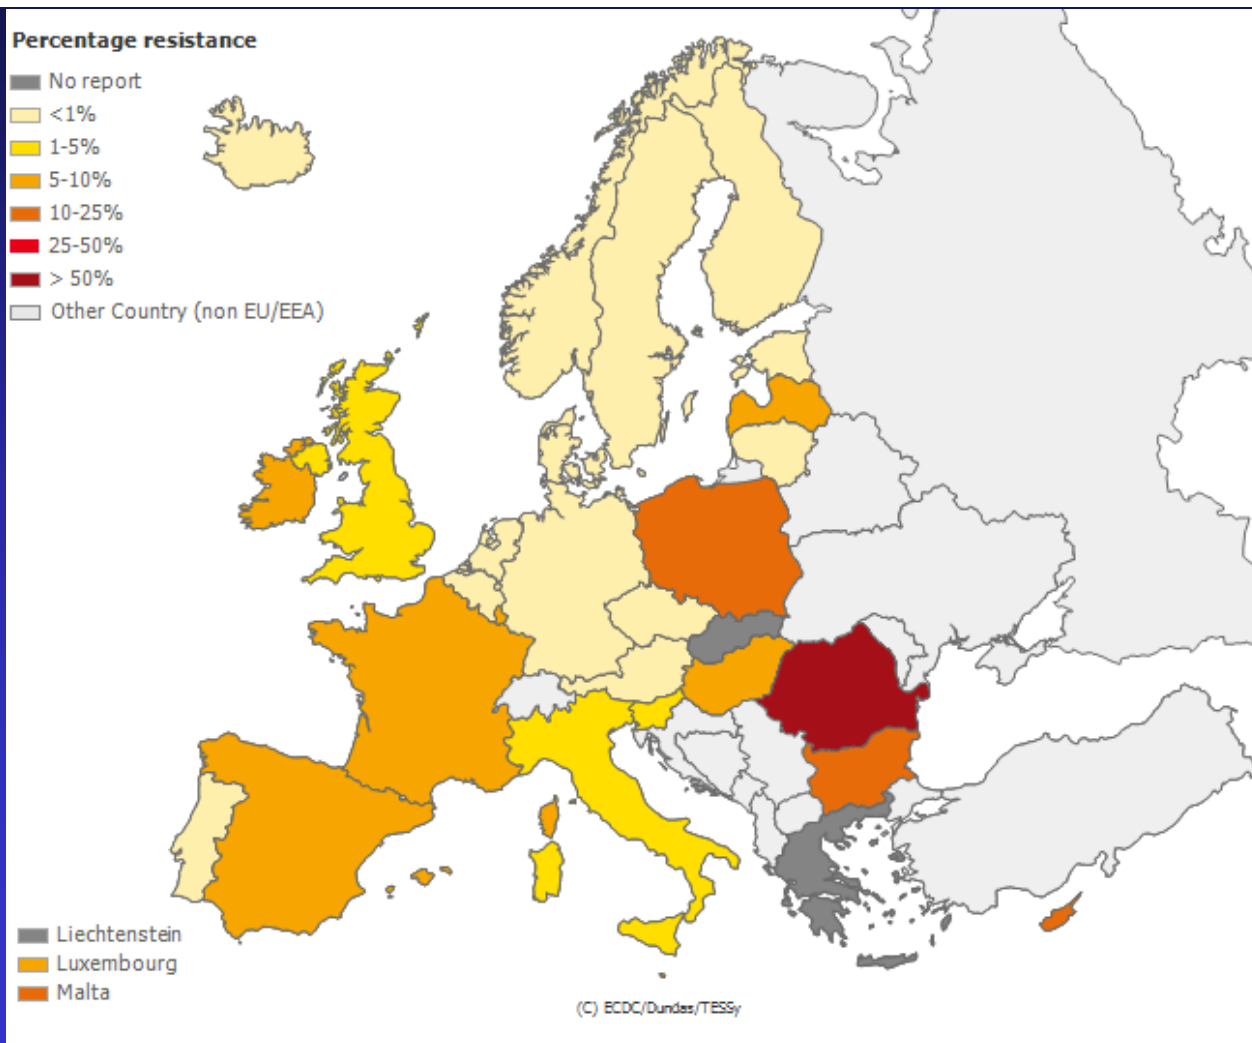 Percentage resistance
No report
<1%
1-5%
5-10%
10-25%
25-50%
> 50%
Other Country (non EU/EEA)
Liechtenstein
Luxembourg
Malta
(C) ECDC/Dundas/TESSy